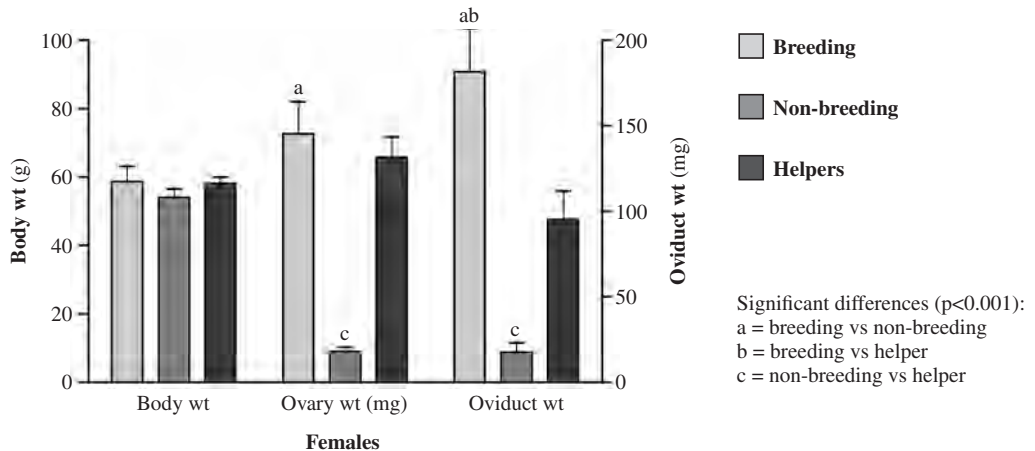 ab
100
200
a
80
150
60
100
40
50
20
c
c
0
0
Body wt (g)
Oviduct wt (mg)
Body wt
Ovary wt (mg)
Oviduct wt
Females
Breeding
Non-breeding
Helpers
Significant differences (p<0.001):
a = breeding vs non-breeding
b = breeding vs helper
c = non-breeding vs helper